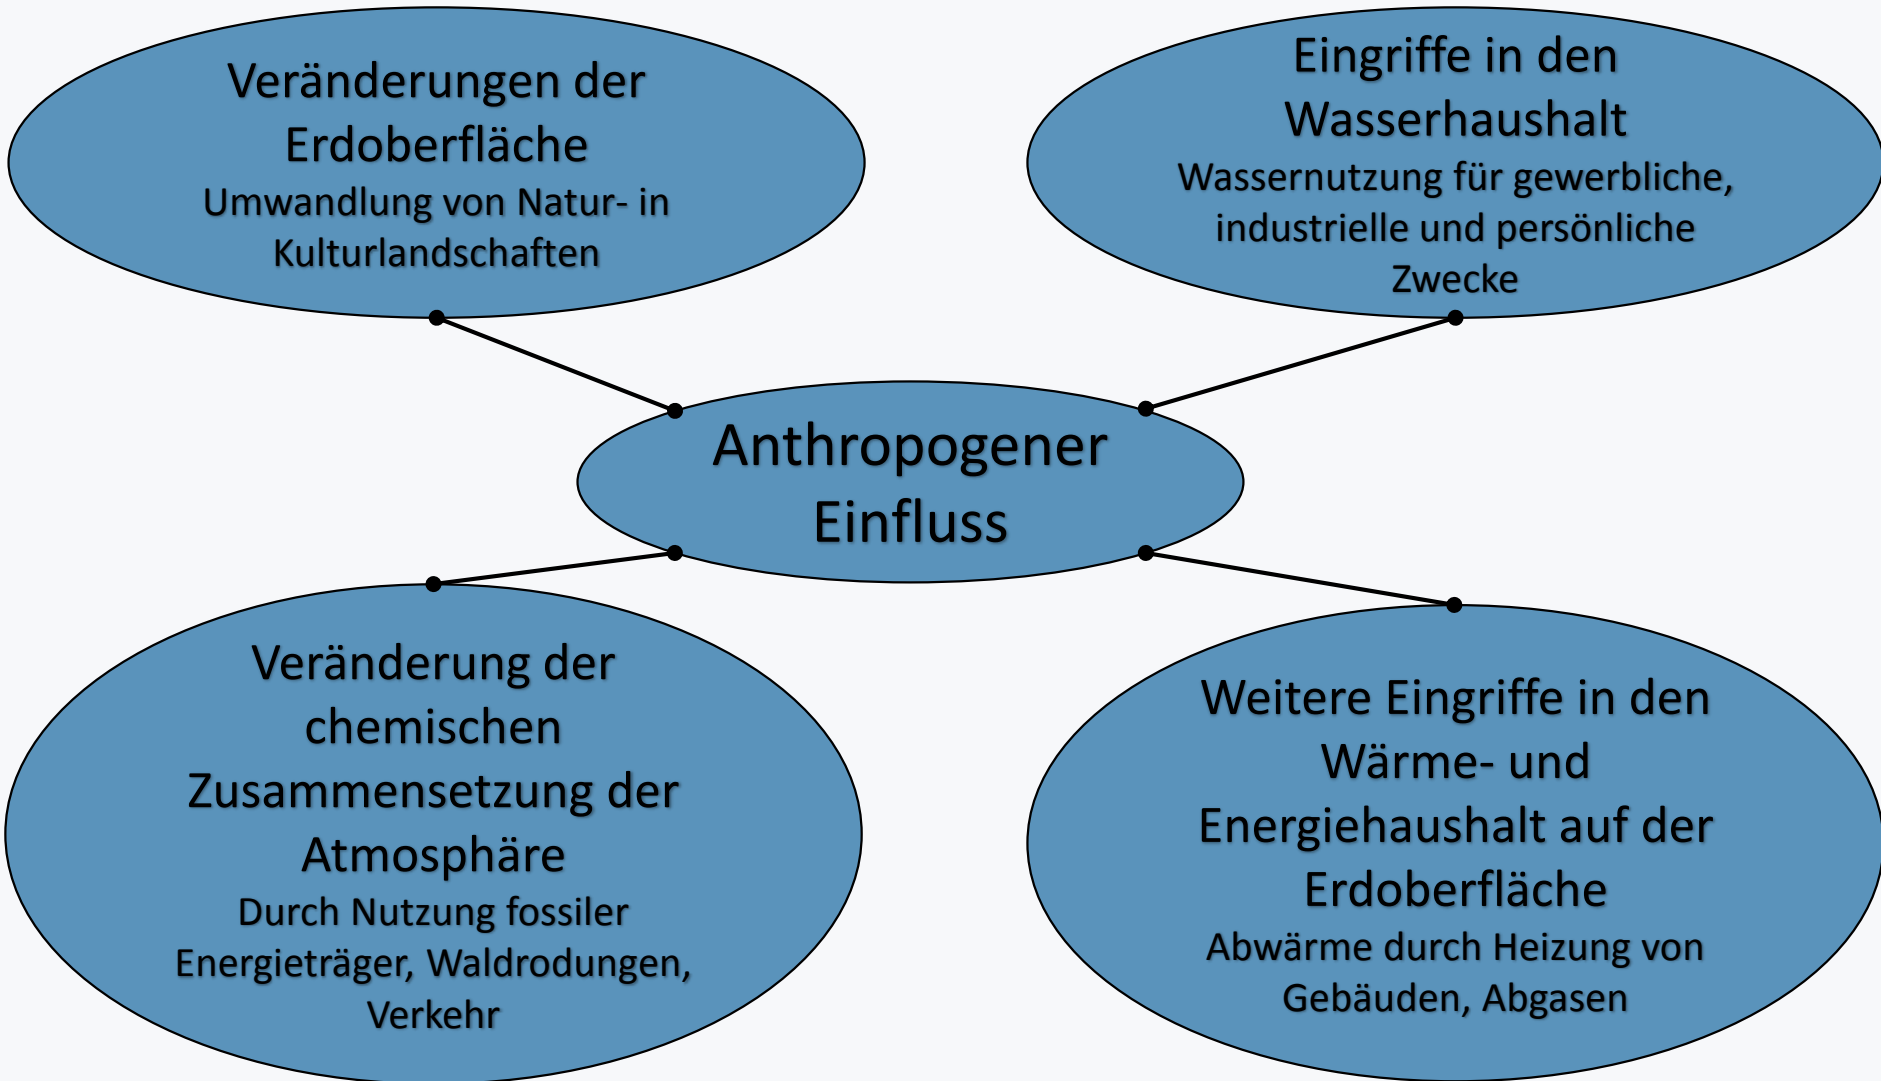 Veränderungen der
Erdoberfläche
Umwandlung von Natur- in
Kulturlandschaften
Eingriffe in den
Wasserhaushalt
Wassernutzung für gewerbliche,
industrielle und persönliche
Zwecke
Anthropogener
Einfluss
Veränderung der
chemischen
Zusammensetzung der
Atmosphäre
Durch Nutzung fossiler
Energieträger, Waldrodungen,
Verkehr
Weitere Eingriffe in den
Wärme- und
Energiehaushalt auf der
Erdoberfläche
Abwärme durch Heizung von
Gebäuden, Abgasen